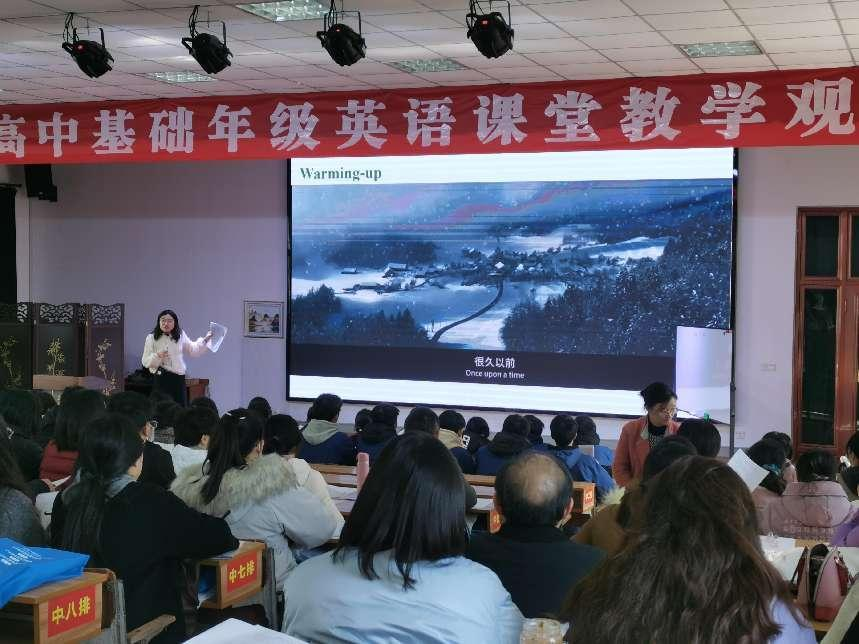 高中基础年级英语课堂教学观
Warming-up
很久以前
Once upon a time
中七排
中八排